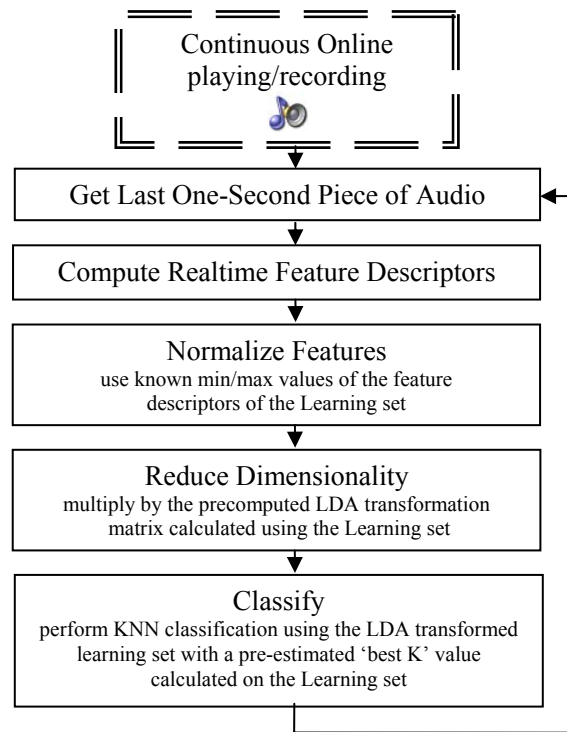 Continuous Online
playing/recording
Get Last One-Second Piece of Audio
Compute Realtime Feature Descriptors
Normalize Features
use known min/max values of the feature
descriptors of the Learning set
Reduce Dimensionality
multiply by the precomputed LDA transformation
matrix calculated using the Learning set
Classify
perform KNN classification using the LDA transformed
learning set with a pre-estimated ‘best K’ value
calculated on the Learning set